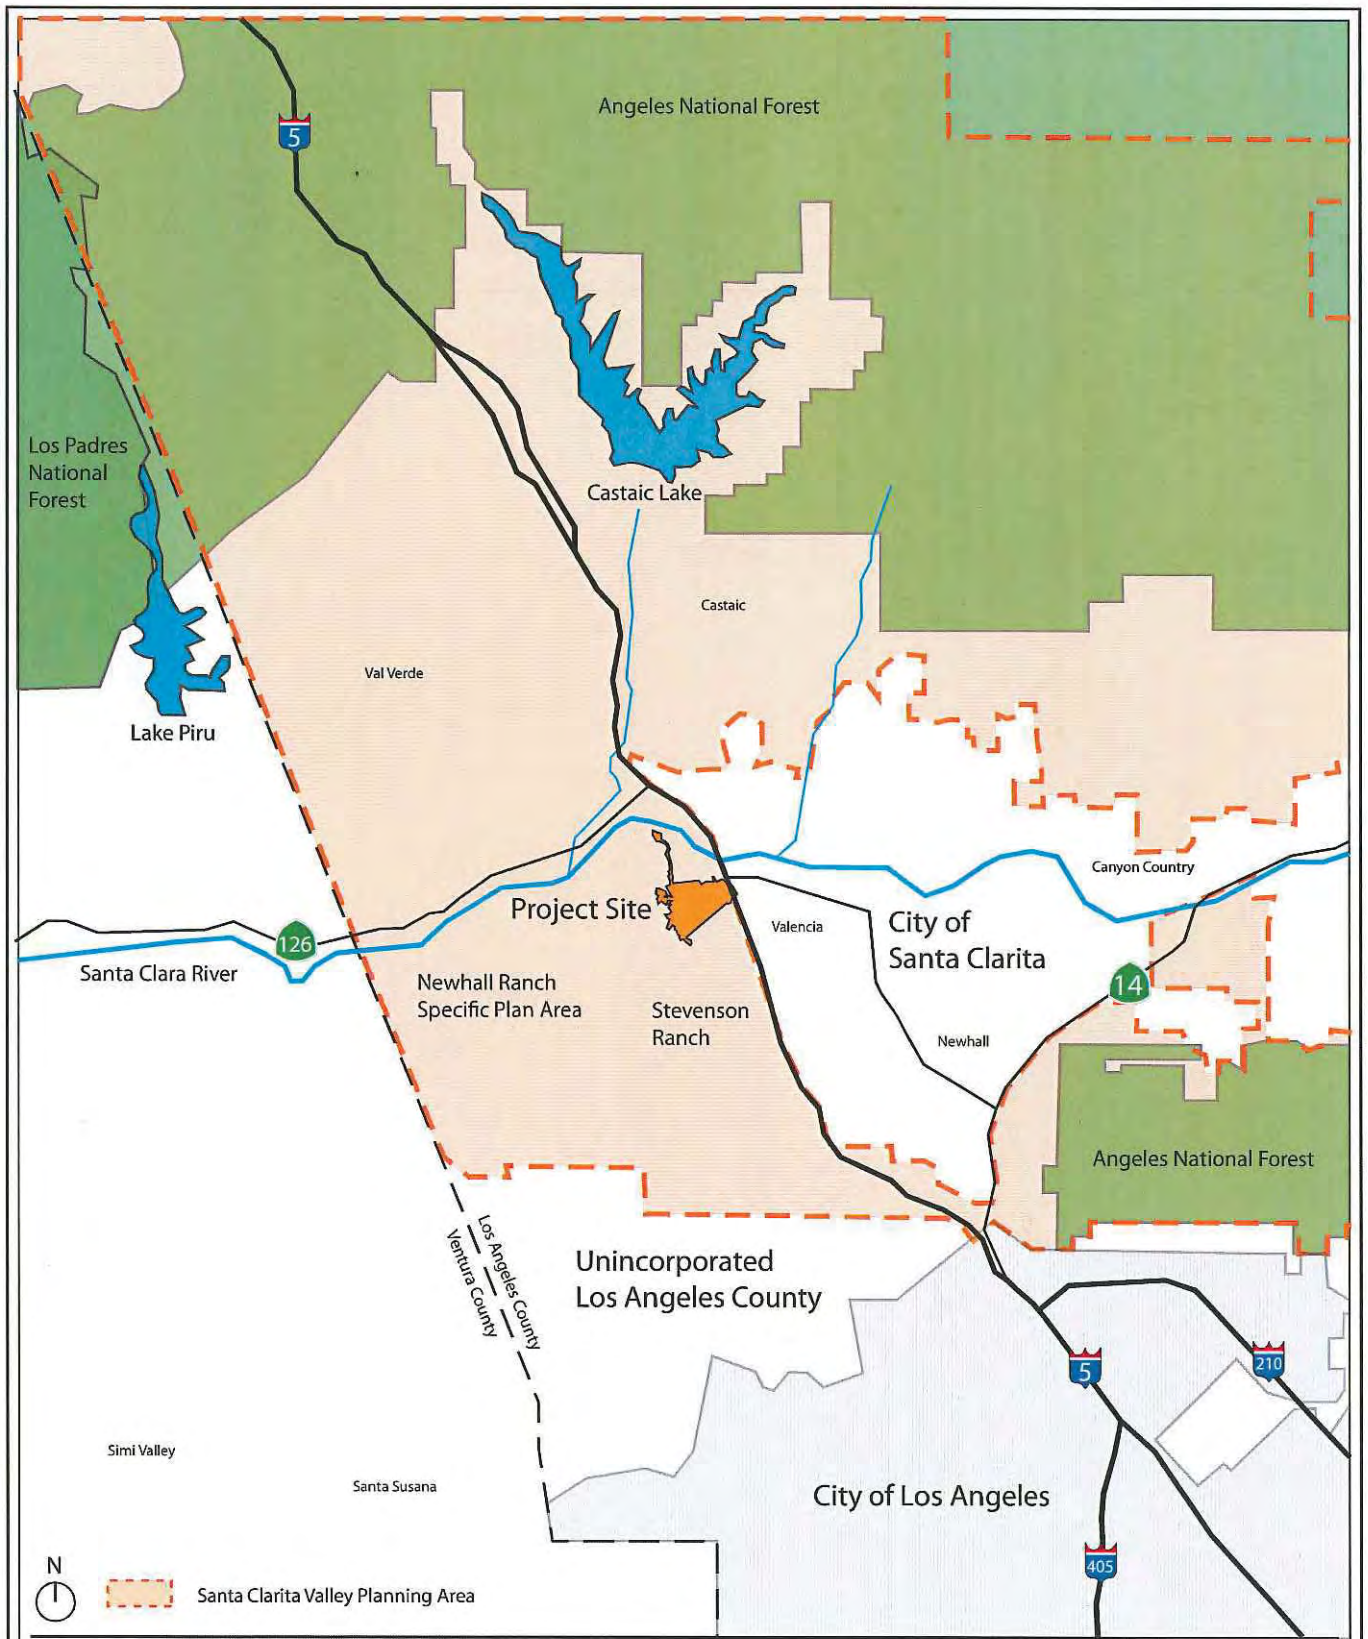 Angeles National Forest
5
Los Padres
National
Forest
Castaic Lake
Castaic
Val Verde
Lake Piru
Canyon Country
Project Site
Valencia
City of
Santa Clarita
126
Santa Clara River
Newhall Ranch
Specific Plan Area
14
Stevenson
Ranch
Newhall
Angeles National Forest
Los Angeles County
Ventura County
Unincorporated
Los Angeles County
5
210
Simi Valley
Santa Susana
City of Los Angeles
405
N
Santa Clarita Valley Planning Area